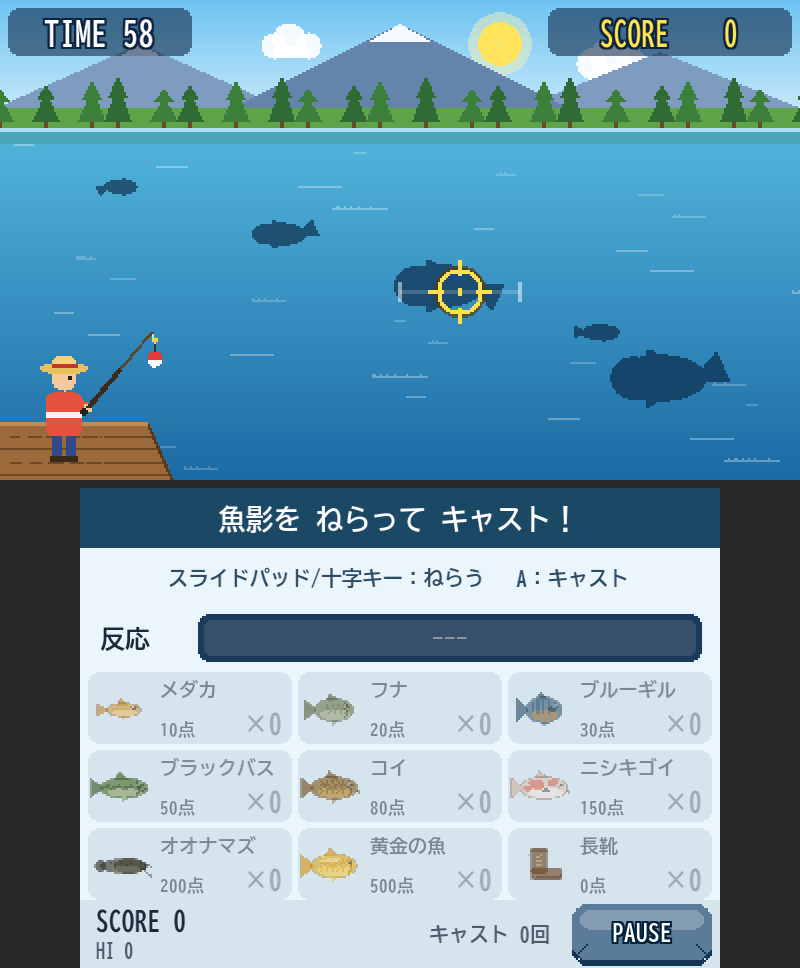 TIME 58
SCORE 0
魚影を ねらって キャスト！
スライドパッド/十字キー：ねらう A：キャスト
反応
---
メダカ
10点 ×0
フナ
20点 ×0
ブルーギル
30点 ×0
ブラックバス
50点 ×0
コイ
80点 ×0
ニシキゴイ
150点 ×0
オオナマズ
200点 ×0
黄金の魚
500点 ×0
長靴
0点 ×0
SCORE 0
HI 0
キャスト 0回
PAUSE